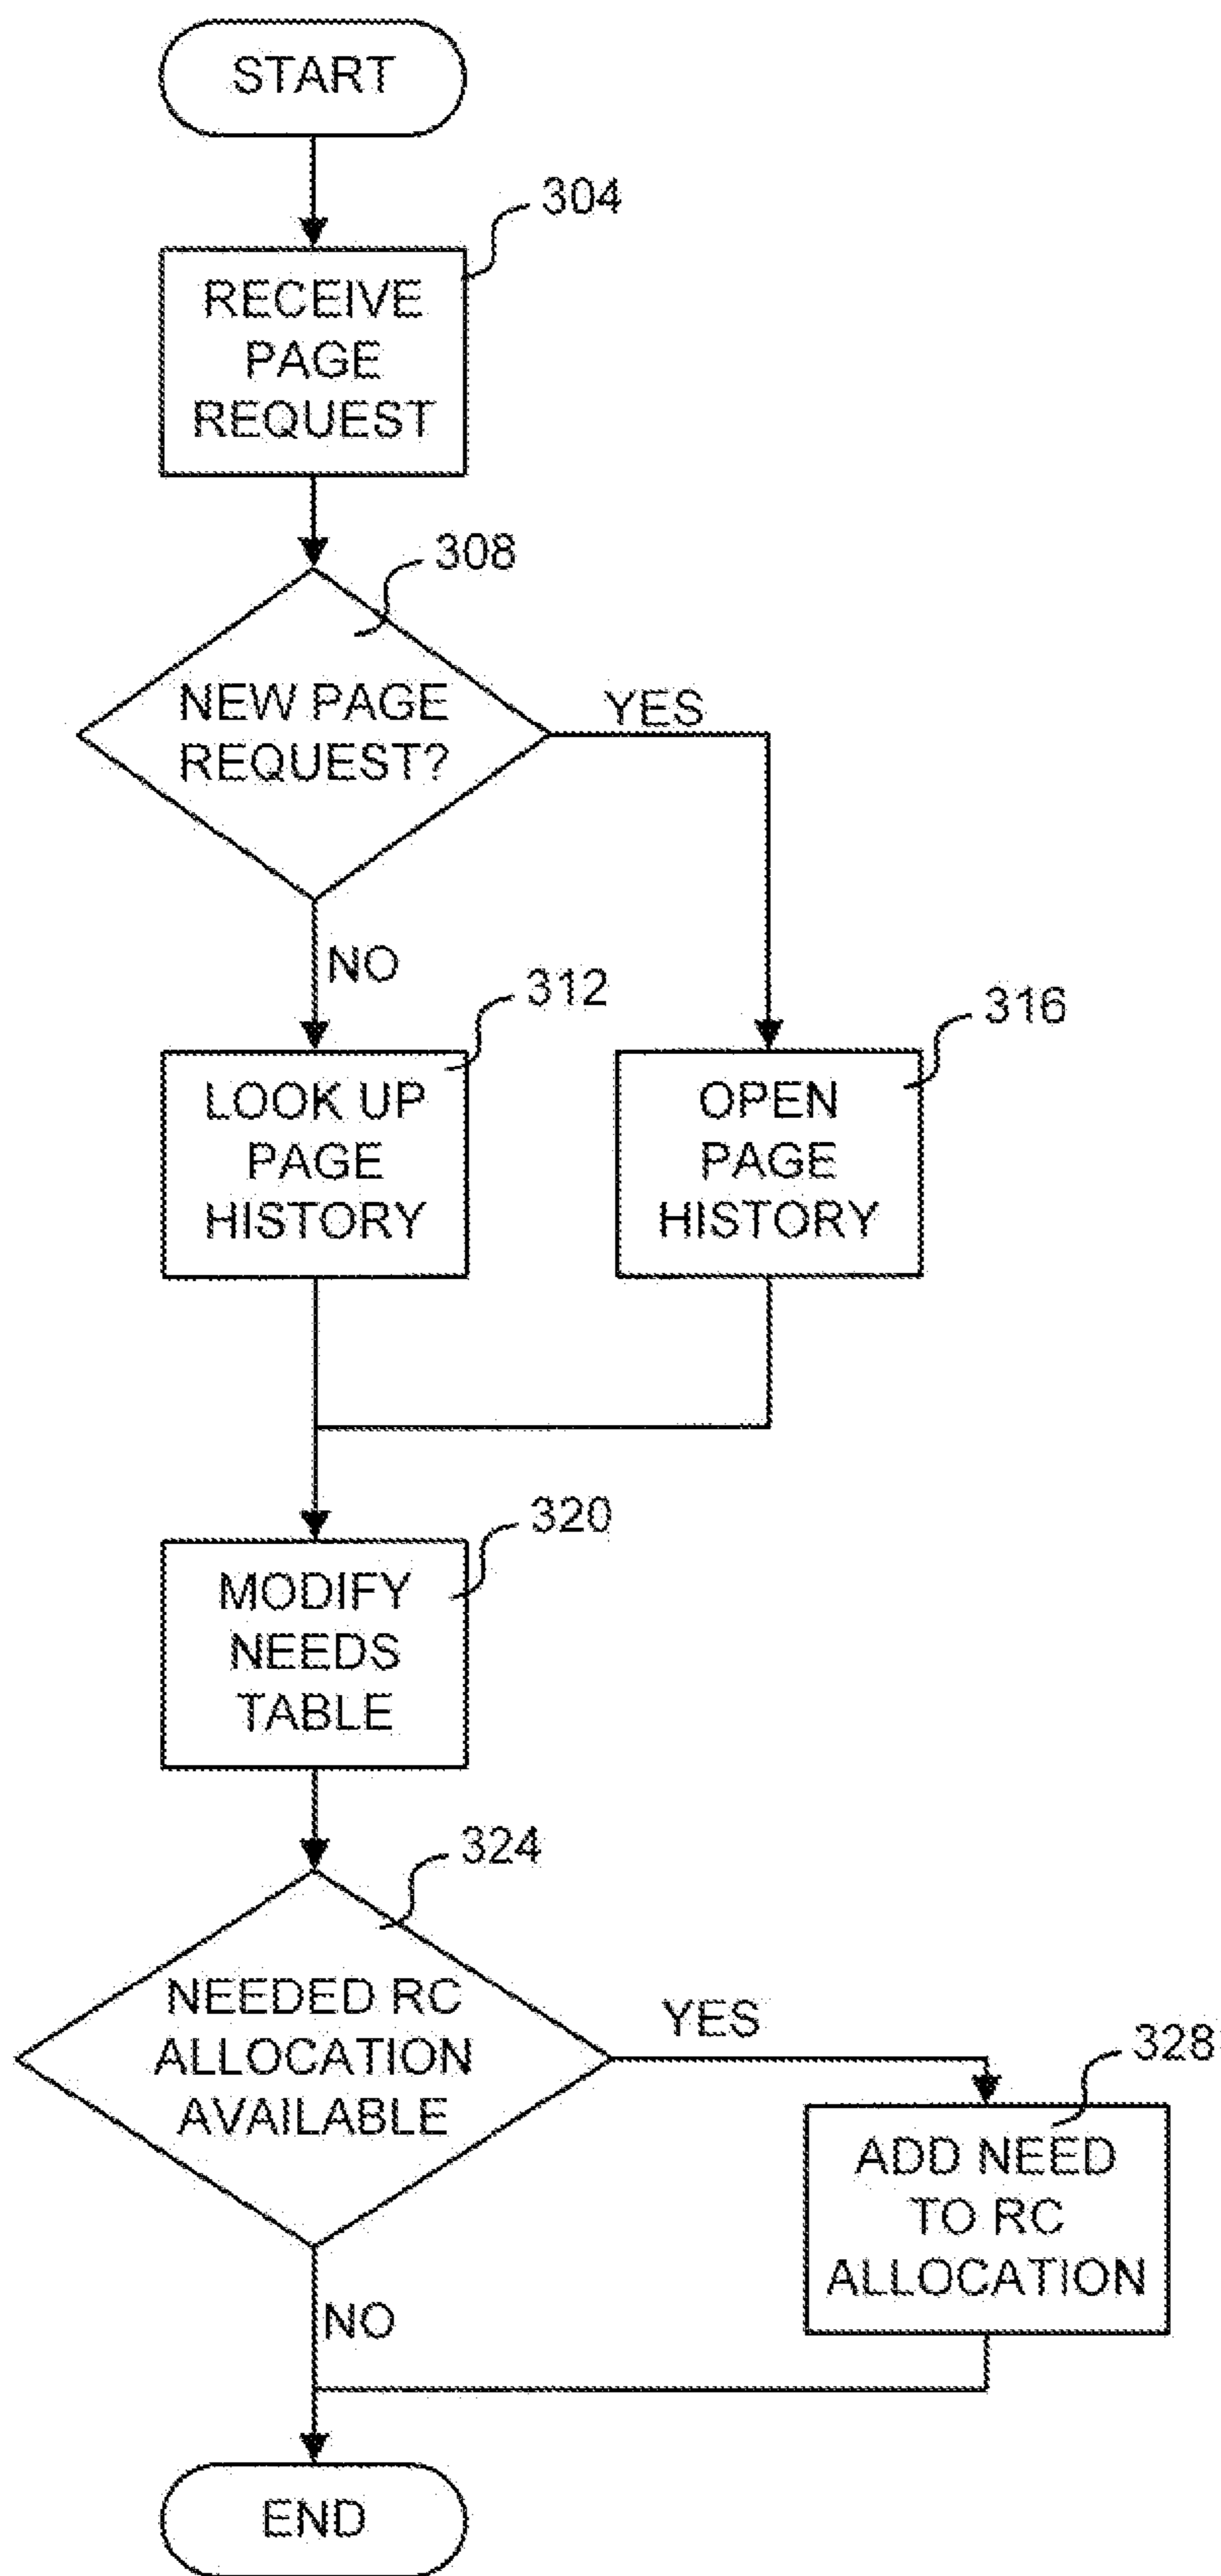 START
304
RECEIVE
PAGE
REQUEST
308
NEW PAGE
REQUEST?
YES
NO
312
316
LOOK UP
PAGE
HISTORY
OPEN
PAGE
HISTORY
320
MODIFY
NEEDS
TABLE
324
NEEDED RC
ALLOCATION
AVAILABLE
YES
328
ADD NEED
TO RC
ALLOCATION
NO
END